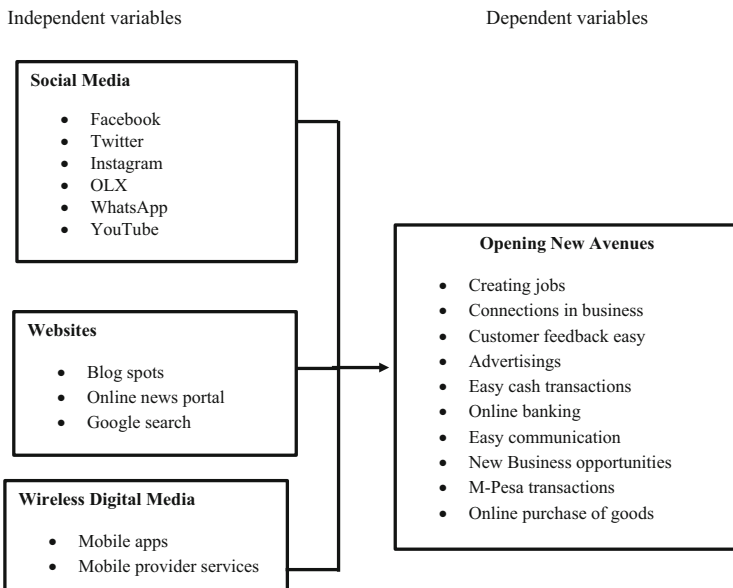 Independent variables
Dependent variables
Social Media
• Facebook
• Twitter
• Instagram
• OLX
• WhatsApp
• YouTube
Websites
• Blog spots
• Online news portal
• Google search
Wireless Digital Media
• Mobile apps
• Mobile provider services
Opening New Avenues
• Creating jobs
• Connections in business
• Customer feedback easy
• Advertisings
• Easy cash transactions
• Online banking
• Easy communication
• New Business opportunities
• M-Pesa transactions
• Online purchase of goods